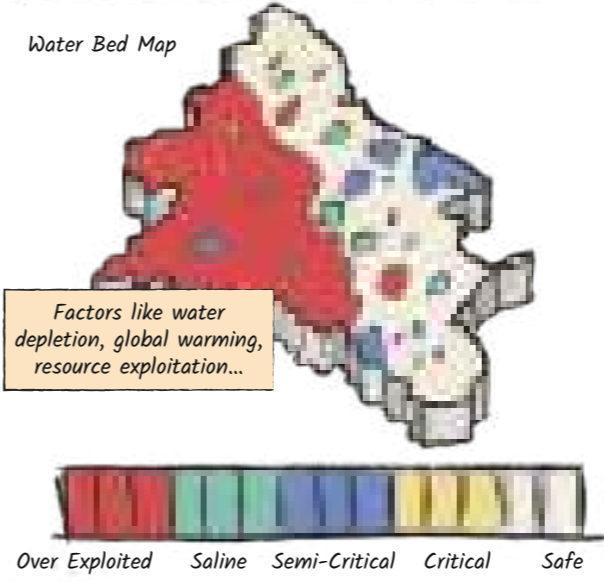 Water Bed Map
Factors like water
depletion, global warming,
resource exploitation...
Over Exploited Saline Semi-Critical Critical Safe